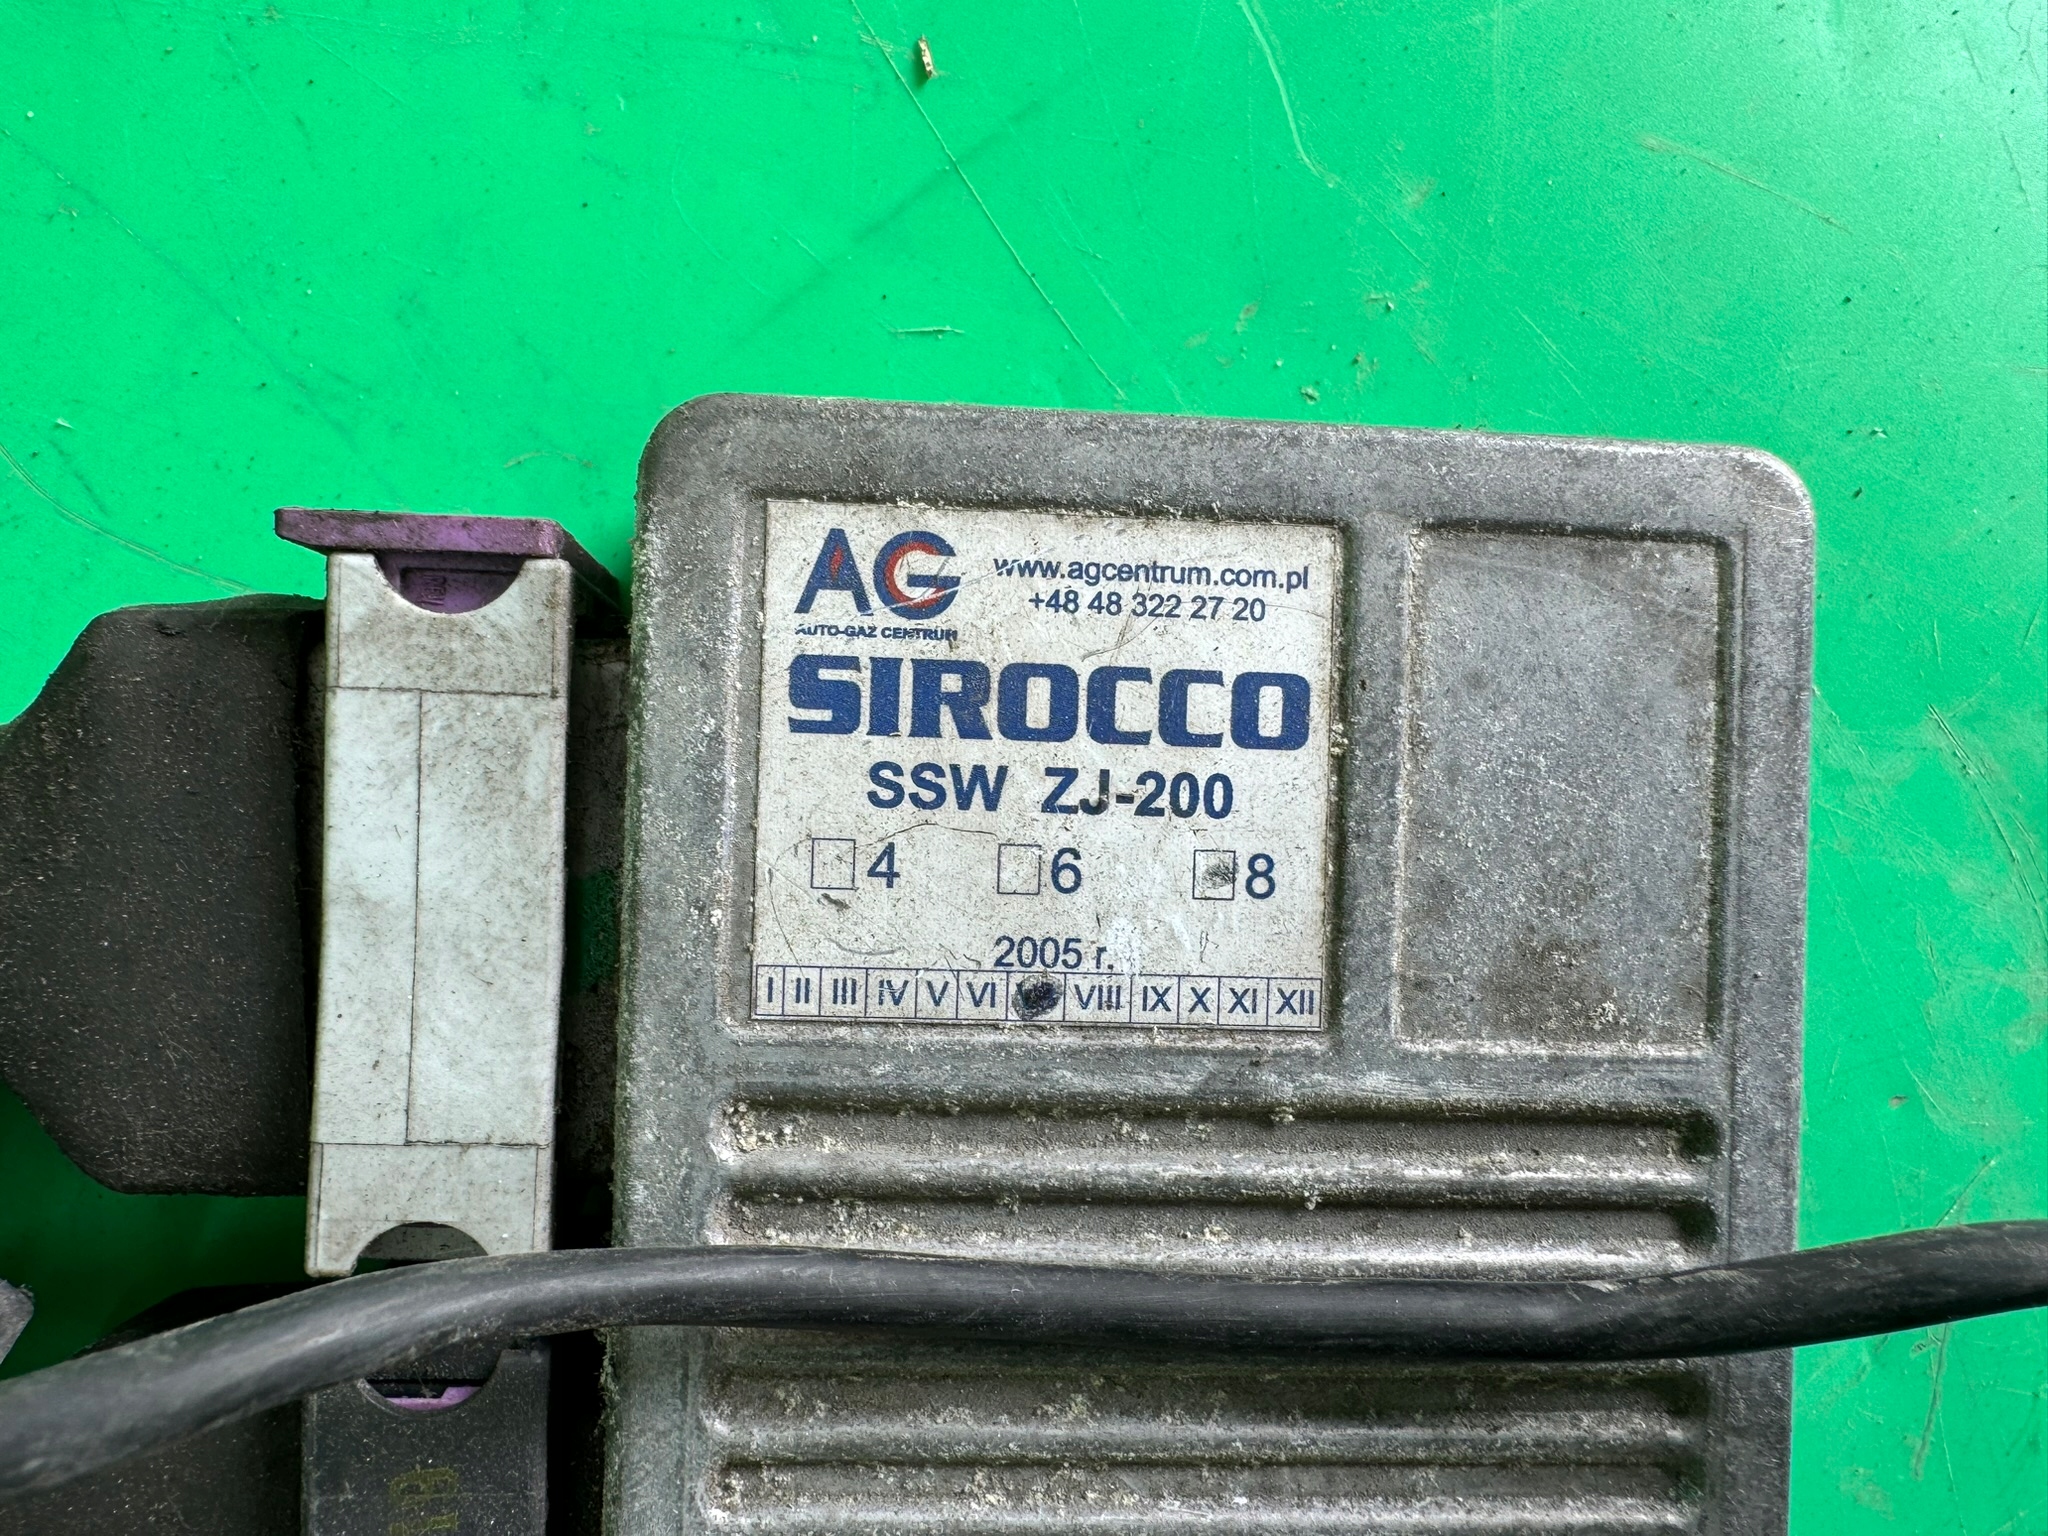 AG
www.agcentrum.com.pl
+48 48 322 27 20
AUTO-GAZ CENTRUM
SIROCCO
SSW ZJ-200
4 6 8
2005 r.
I II III IV V VI VIII IX X XI XII